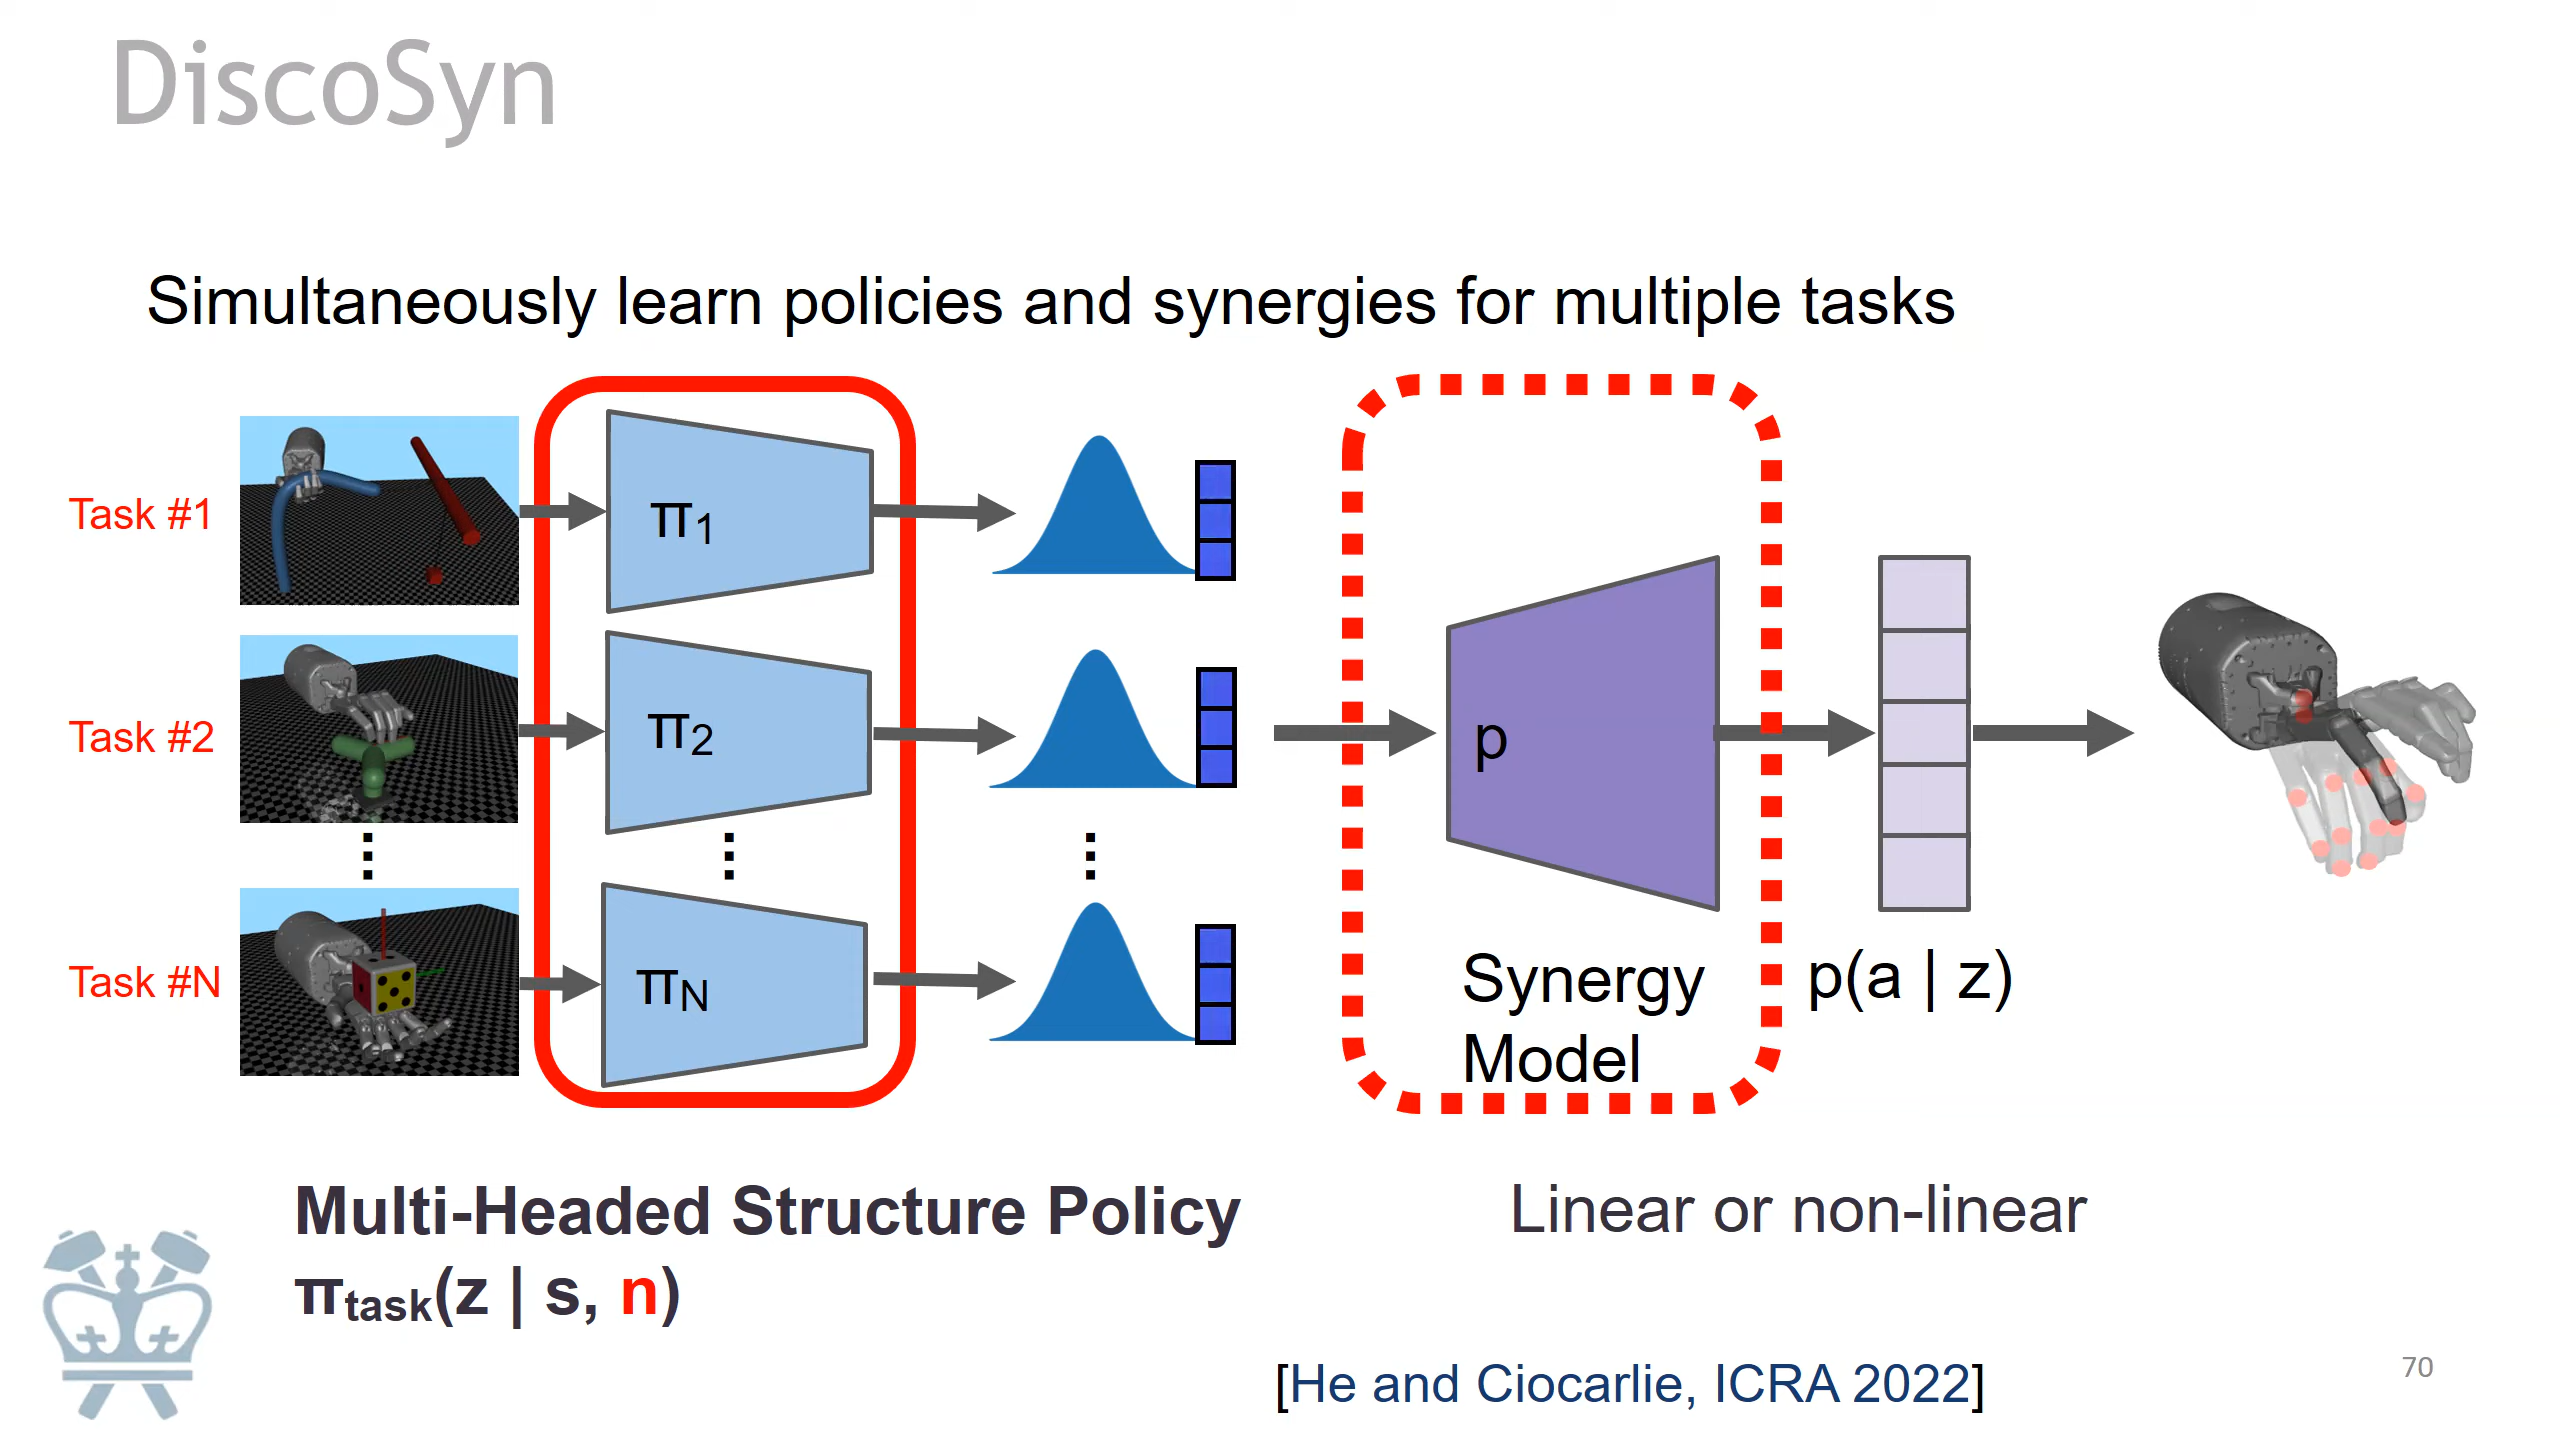 DiscoSyn
Simultaneously learn policies and synergies for multiple tasks
Task #1
π1
Task #2
π2
p
Task #N
πN
Synergy
Model
p(a | z)
Multi-Headed Structure Policy
πtask(z | s, n)
Linear or non-linear
[He and Ciocarlie, ICRA 2022]
70